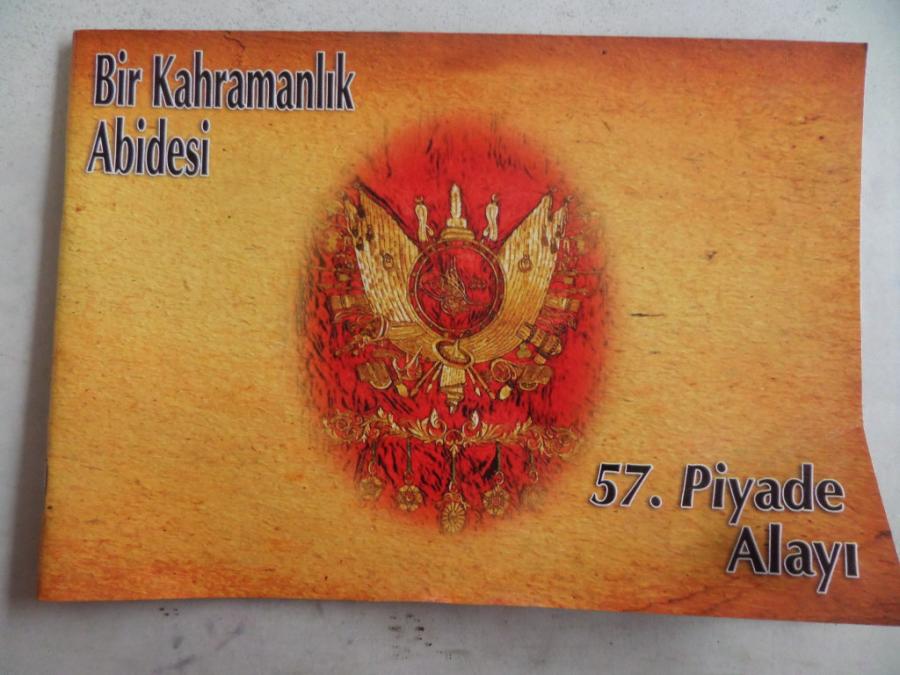 Bir Kahramanlık
Abidesi
57. Piyade
Alayı